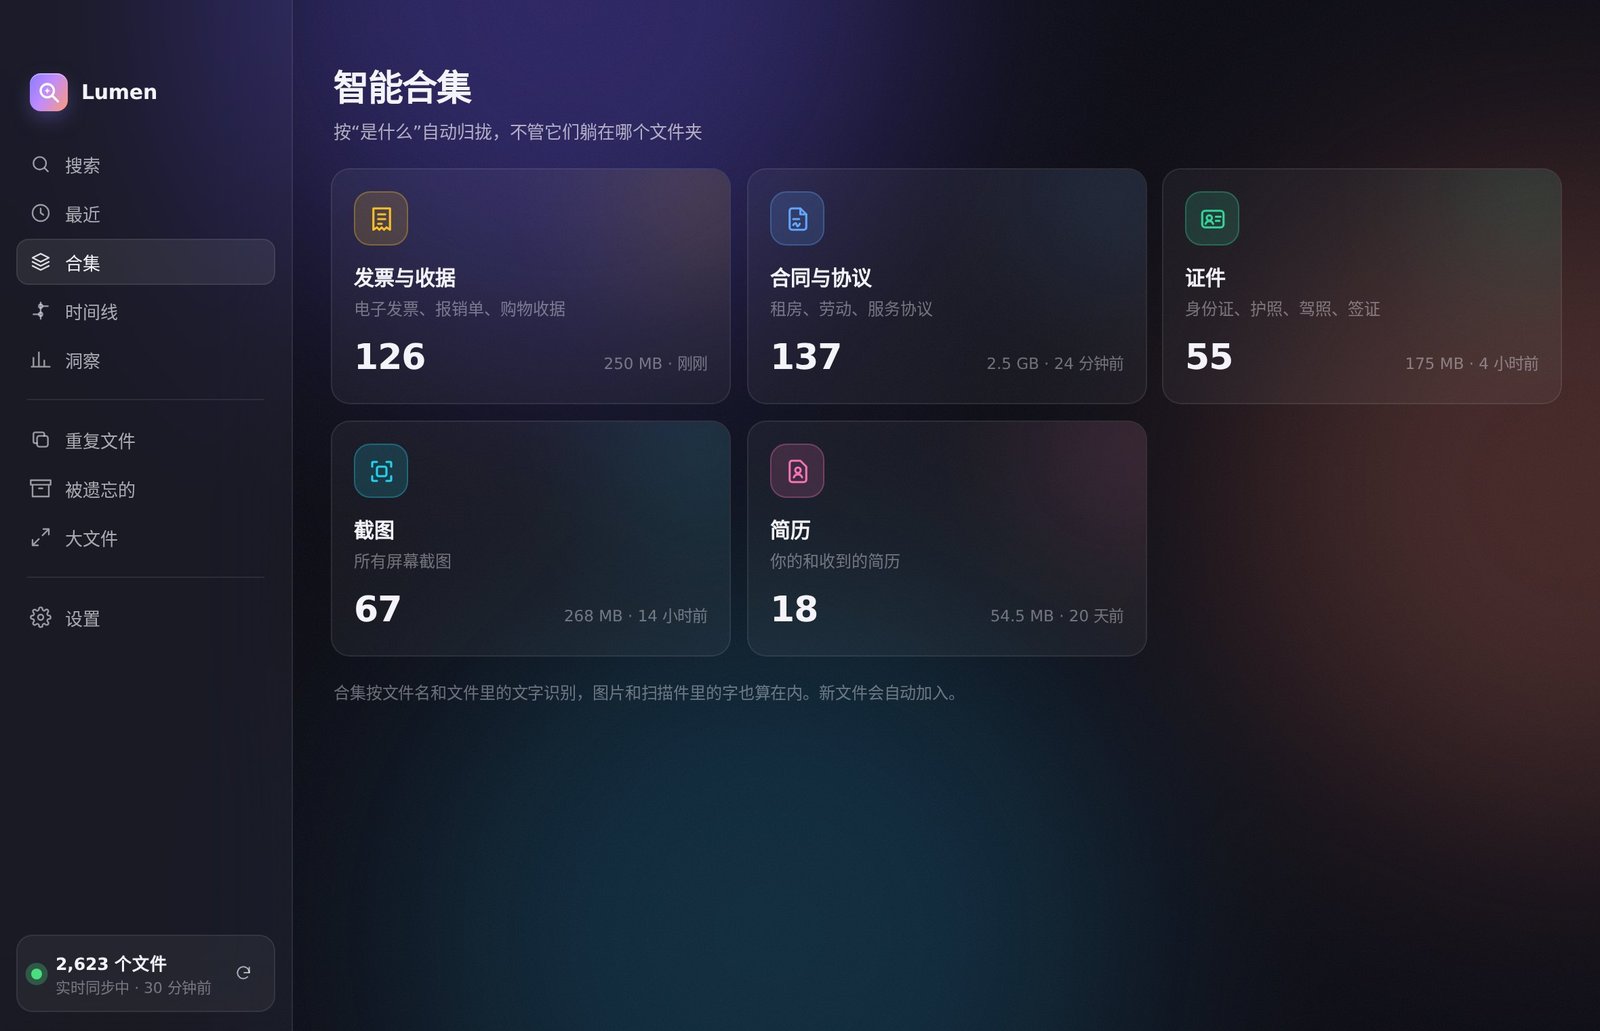 Lumen
搜索
最近
合集
时间线
洞察
重复文件
被遗忘的
大文件
设置
2,623 个文件
实时同步中 · 30 分钟前
智能合集
按“是什么”自动归拢，不管它们躺在哪个文件夹
发票与收据
电子发票、报销单、购物收据
126
250 MB · 刚刚
合同与协议
租房、劳动、服务协议
137
2.5 GB · 24 分钟前
证件
身份证、护照、驾照、签证
55
175 MB · 4 小时前
截图
所有屏幕截图
67
268 MB · 14 小时前
简历
你的和收到的简历
18
54.5 MB · 20 天前
合集按文件名和文件里的文字识别，图片和扫描件里的字也算在内。新文件会自动加入。